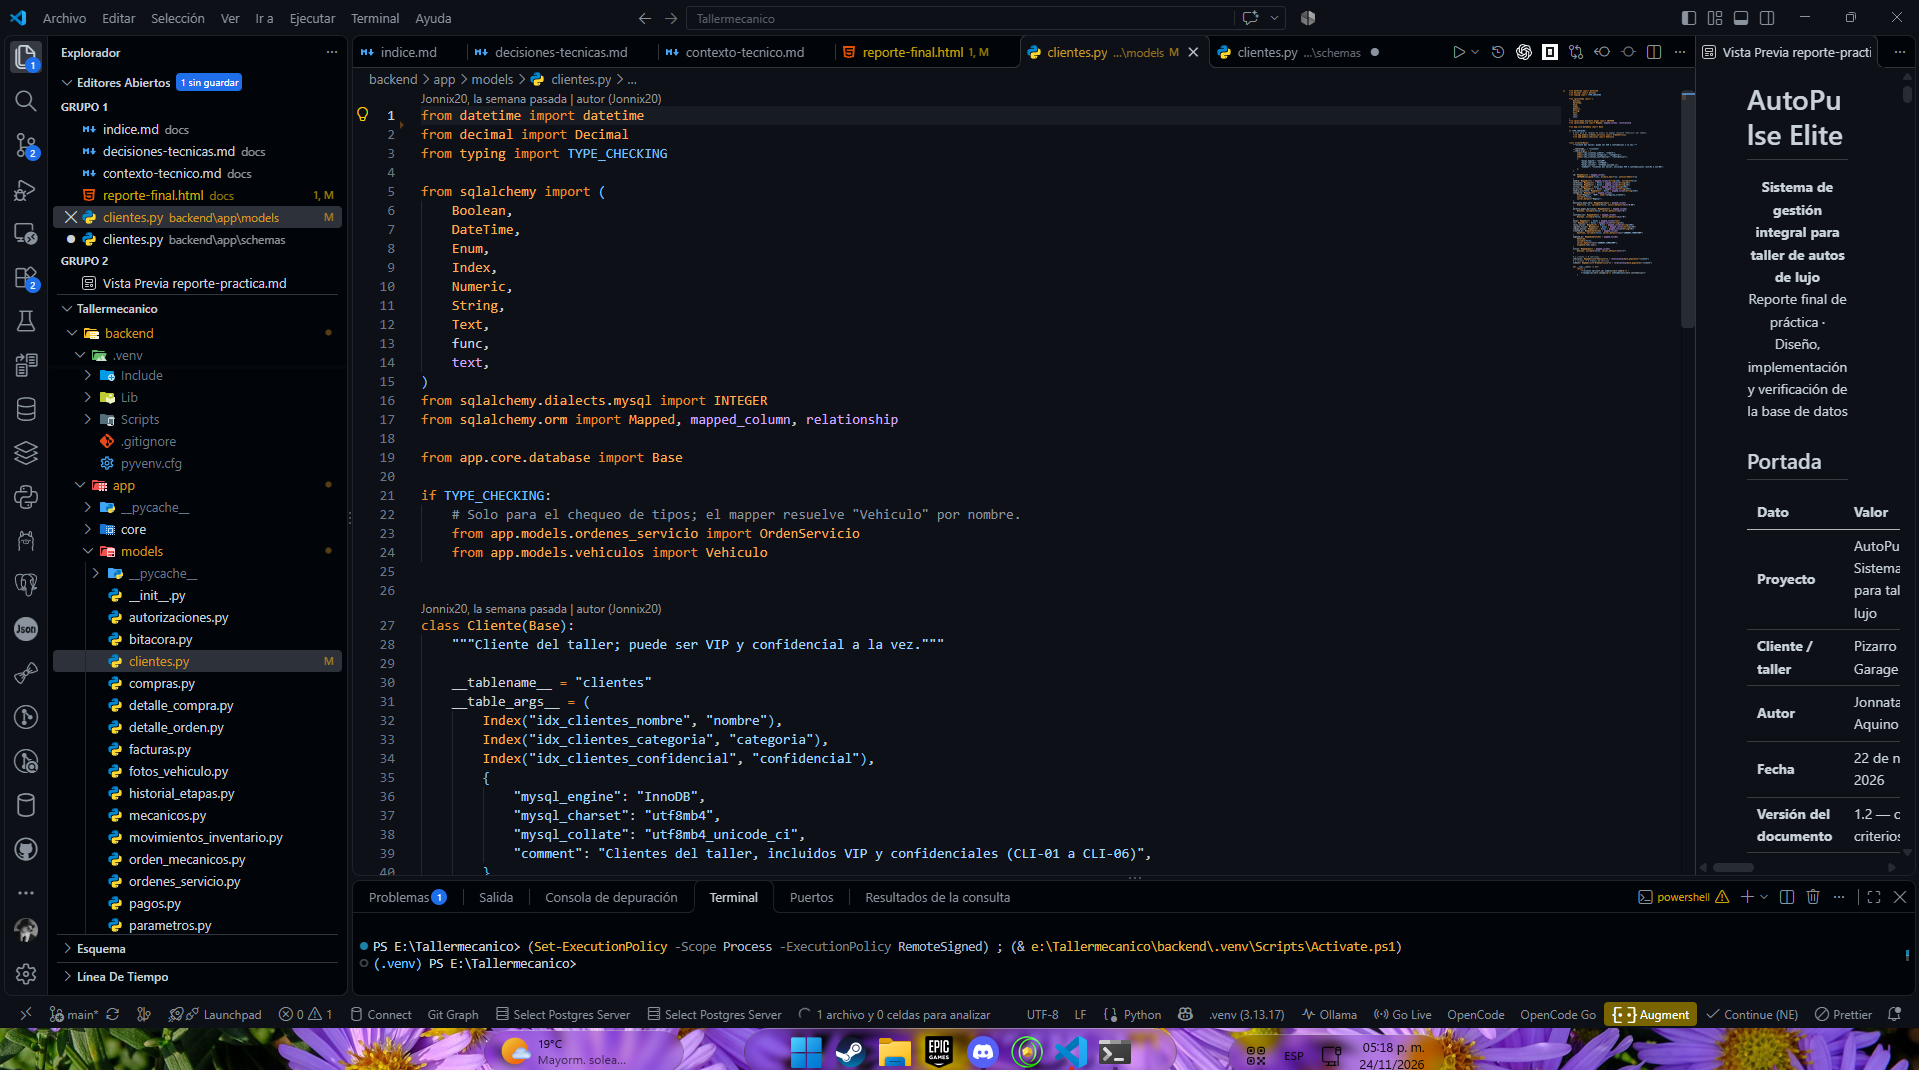 Archivo Editar Selección Ver Ir a Ejecutar Terminal Ayuda
Tallermecanico
Explorador
Editores Abiertos 1 sin guardar
GRUPO 1
indice.md docs
decisiones-tecnicas.md docs
contexto-tecnico.md docs
reporte-final.html docs 1, M
clientes.py backend\app\models M
clientes.py backend\app\schemas
GRUPO 2
Vista Previa reporte-practica.md
Tallermecanico
backend
.venv
Include
Lib
Scripts
.gitignore
pyvenv.cfg
app
__pycache__
core
models
__pycache__
__init__.py
autorizaciones.py
bitacora.py
clientes.py M
compras.py
detalle_compra.py
detalle_orden.py
facturas.py
fotos_vehiculo.py
historial_etapas.py
mecanicos.py
movimientos_inventario.py
orden_mecanicos.py
ordenes_servicio.py
pagos.py
parametros.py
Esquema
Línea De Tiempo
indice.md decisiones-tecnicas.md contexto-tecnico.md reporte-final.html 1, M clientes.py ...\models M clientes.py ...\schemas
backend > app > models > clientes.py > ...
Jonnix20, la semana pasada | autor (Jonnix20)
1 from datetime import datetime
2 from decimal import Decimal
3 from typing import TYPE_CHECKING
4
5 from sqlalchemy import (
6 Boolean,
7 DateTime,
8 Enum,
9 Index,
10 Numeric,
11 String,
12 Text,
13 func,
14 text,
15 )
16 from sqlalchemy.dialects.mysql import INTEGER
17 from sqlalchemy.orm import Mapped, mapped_column, relationship
18
19 from app.core.database import Base
20
21 if TYPE_CHECKING:
22 # Solo para el chequeo de tipos; el mapper resuelve "Vehiculo" por nombre.
23 from app.models.ordenes_servicio import OrdenServicio
24 from app.models.vehiculos import Vehiculo
25
26
Jonnix20, la semana pasada | autor (Jonnix20)
27 class Cliente(Base):
28 """Cliente del taller; puede ser VIP y confidencial a la vez."""
29
30 __tablename__ = "clientes"
31 __table_args__ = (
32 Index("idx_clientes_nombre", "nombre"),
33 Index("idx_clientes_categoria", "categoria"),
34 Index("idx_clientes_confidencial", "confidencial"),
35 {
36 "mysql_engine": "InnoDB",
37 "mysql_charset": "utf8mb4",
38 "mysql_collate": "utf8mb4_unicode_ci",
39 "comment": "Clientes del taller, incluidos VIP y confidenciales (CLI-01 a CLI-06)",
40 }
Vista Previa reporte-practi
AutoPu
lse Elite
Sistema de
gestión
integral para
taller de autos
de lujo
Reporte final de
práctica ·
Diseño,
implementación
y verificación de
la base de datos
Portada
Dato Valor
Proyecto AutoPu
Sistema
para tal
lujo
Cliente / taller Pizarro
Garage
Autor Jonnata
Aquino
Fecha 22 de n
2026
Versión del documento 1.2 — c
criterios
Problemas 1 Salida Consola de depuración Terminal Puertos Resultados de la consulta
powershell
PS E:\Tallermecanico> (Set-ExecutionPolicy -Scope Process -ExecutionPolicy RemoteSigned) ; (& e:\Tallermecanico\backend\.venv\Scripts\Activate.ps1)
(.venv) PS E:\Tallermecanico>
main* Launchpad 0 1 Connect Git Graph Select Postgres Server Select Postgres Server 1 archivo y 0 celdas para analizar UTF-8 LF Python .venv (3.13.17) Ollama Go Live OpenCode OpenCode Go Augment Continue (NE) Prettier
19°C
Mayorm. solea...
ESP
05:18 p. m.
24/11/2026